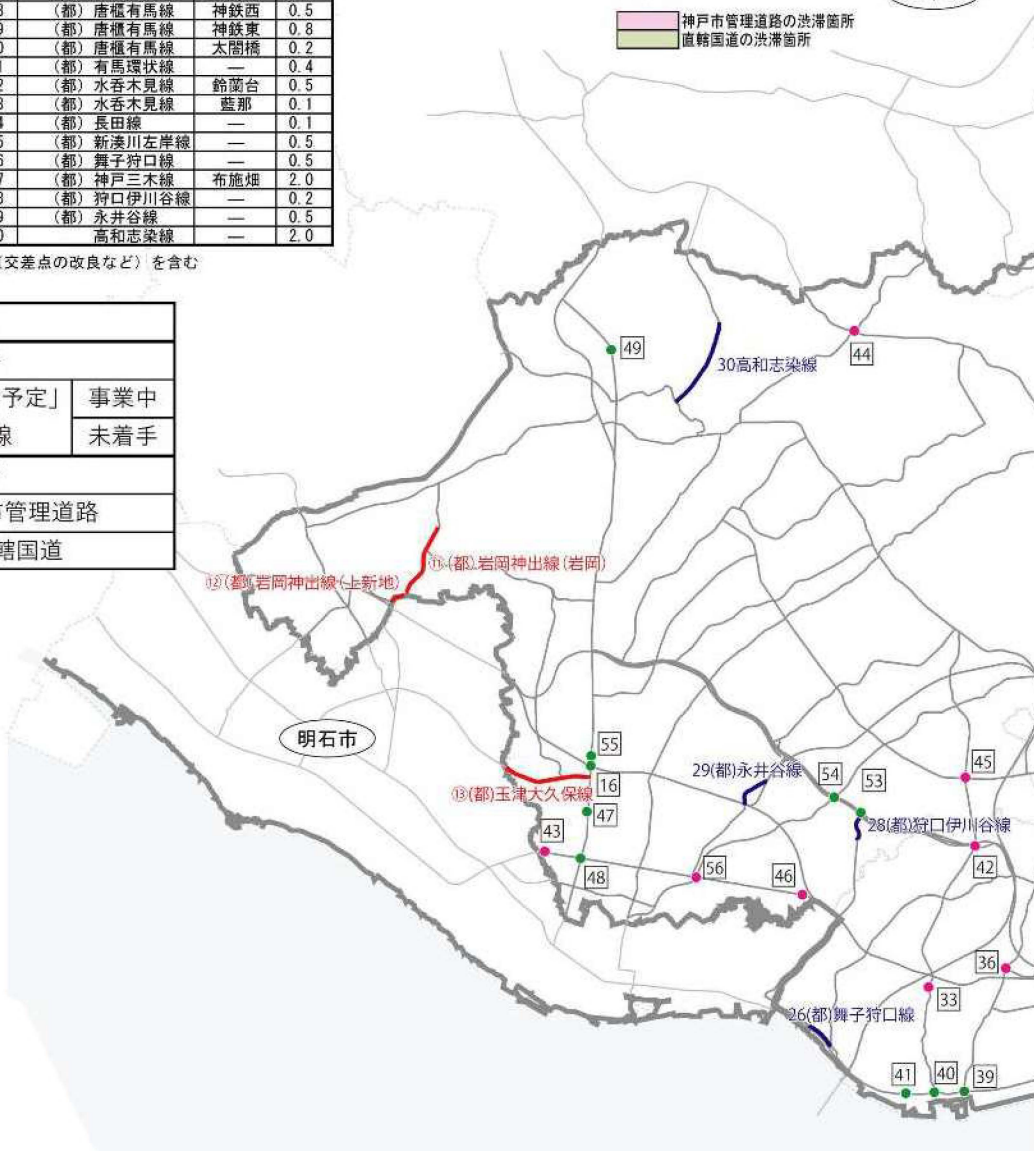 （都）唐櫃有馬線 神鉄西 0.5
（都）唐櫃有馬線 神鉄東 0.8
（都）唐櫃有馬線 太閤橋 0.2
（都）有馬環状線 — 0.4
（都）水呑木見線 鈴蘭台 0.5
（都）水呑木見線 藍那 0.1
（都）長田線 — 0.1
（都）新湊川左岸線 — 0.5
（都）舞子狩口線 — 0.5
（都）神戸三木線 布施畑 2.0
（都）狩口伊川谷線 — 0.2
（都）永井谷線 — 0.5
高和志染線 — 2.0
（交差点の改良など）を含む
神戸市管理道路の渋滞箇所
直轄国道の渋滞箇所
予定」 事業中
線 未着手
市管理道路
轄国道
49
30高和志染線
44
⑪(都)岩岡神出線(岩岡)
⑫(都)岩岡神出線(上新地)
明石市
55
16
⑬(都)玉津大久保線
47
43
48
29(都)永井谷線
54
53
45
28(都)狩口伊川谷線
42
56
46
36
33
26(都)舞子狩口線
41
40
39